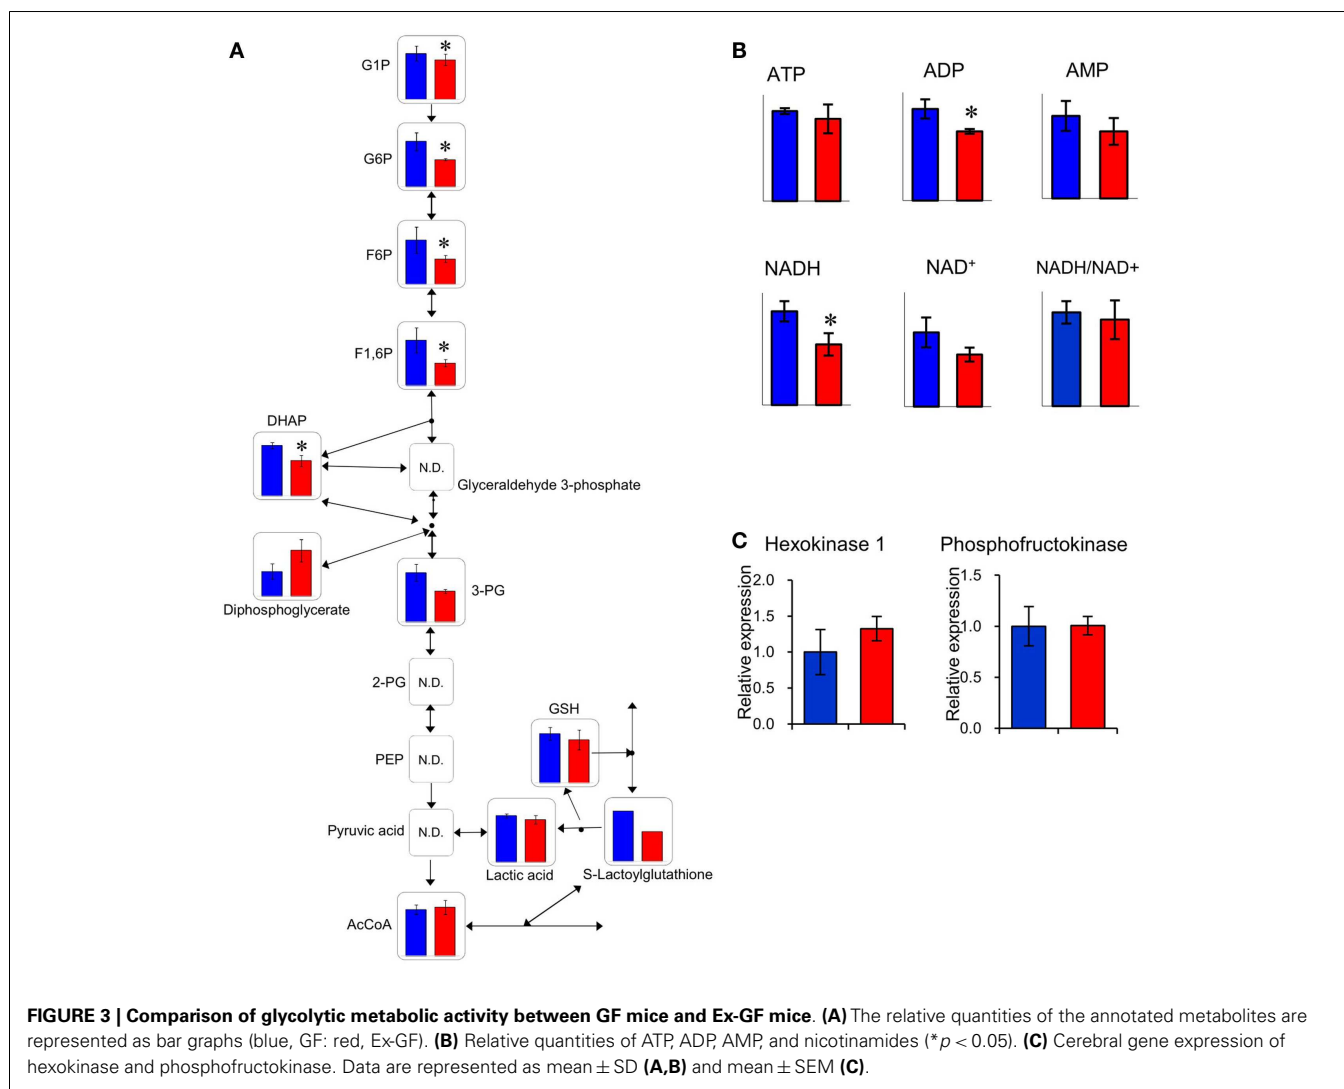 A
G1P
*
G6P
*
F6P
*
F1,6P
*
DHAP
*
N.D.
Glyceraldehyde 3-phosphate
Diphosphoglycerate
3-PG
2-PG
N.D.
GSH
PEP
N.D.
Pyruvic acid
N.D.
Lactic acid
S-Lactoylglutathione
AcCoA
B
ATP
ADP
*
AMP
NADH
*
NAD+
NADH/NAD+
C
Hexokinase 1
Relative expression
2.0
1.5
1.0
0.5
0.0
Phosphofructokinase
Relative expression
1.5
1.0
0.5
0.0
FIGURE 3 | Comparison of glycolytic metabolic activity between GF mice and Ex-GF mice. (A) The relative quantities of the annotated metabolites are
represented as bar graphs (blue, GF: red, Ex-GF). (B) Relative quantities of ATP, ADP, AMP, and nicotinamides (*p < 0.05). (C) Cerebral gene expression of
hexokinase and phosphofructokinase. Data are represented as mean ± SD (A,B) and mean ± SEM (C).